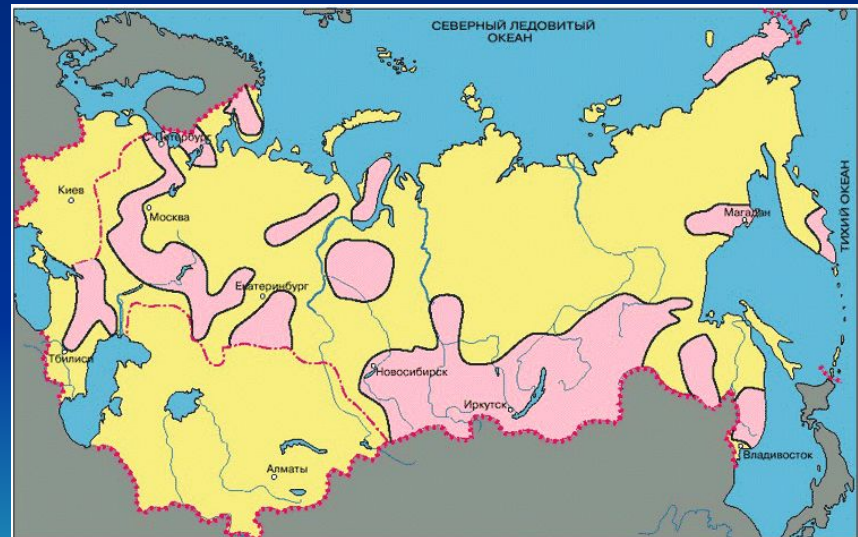 СЕВЕРНЫЙ ЛЕДОВИТЫЙ
ОКЕАН
С-Петербург
Киев
Москва
Магадан
ТИХИЙ ОКЕАН
Екатеринбург
Тбилиси
Новосибирск
Иркутск
Владивосток
Алматы